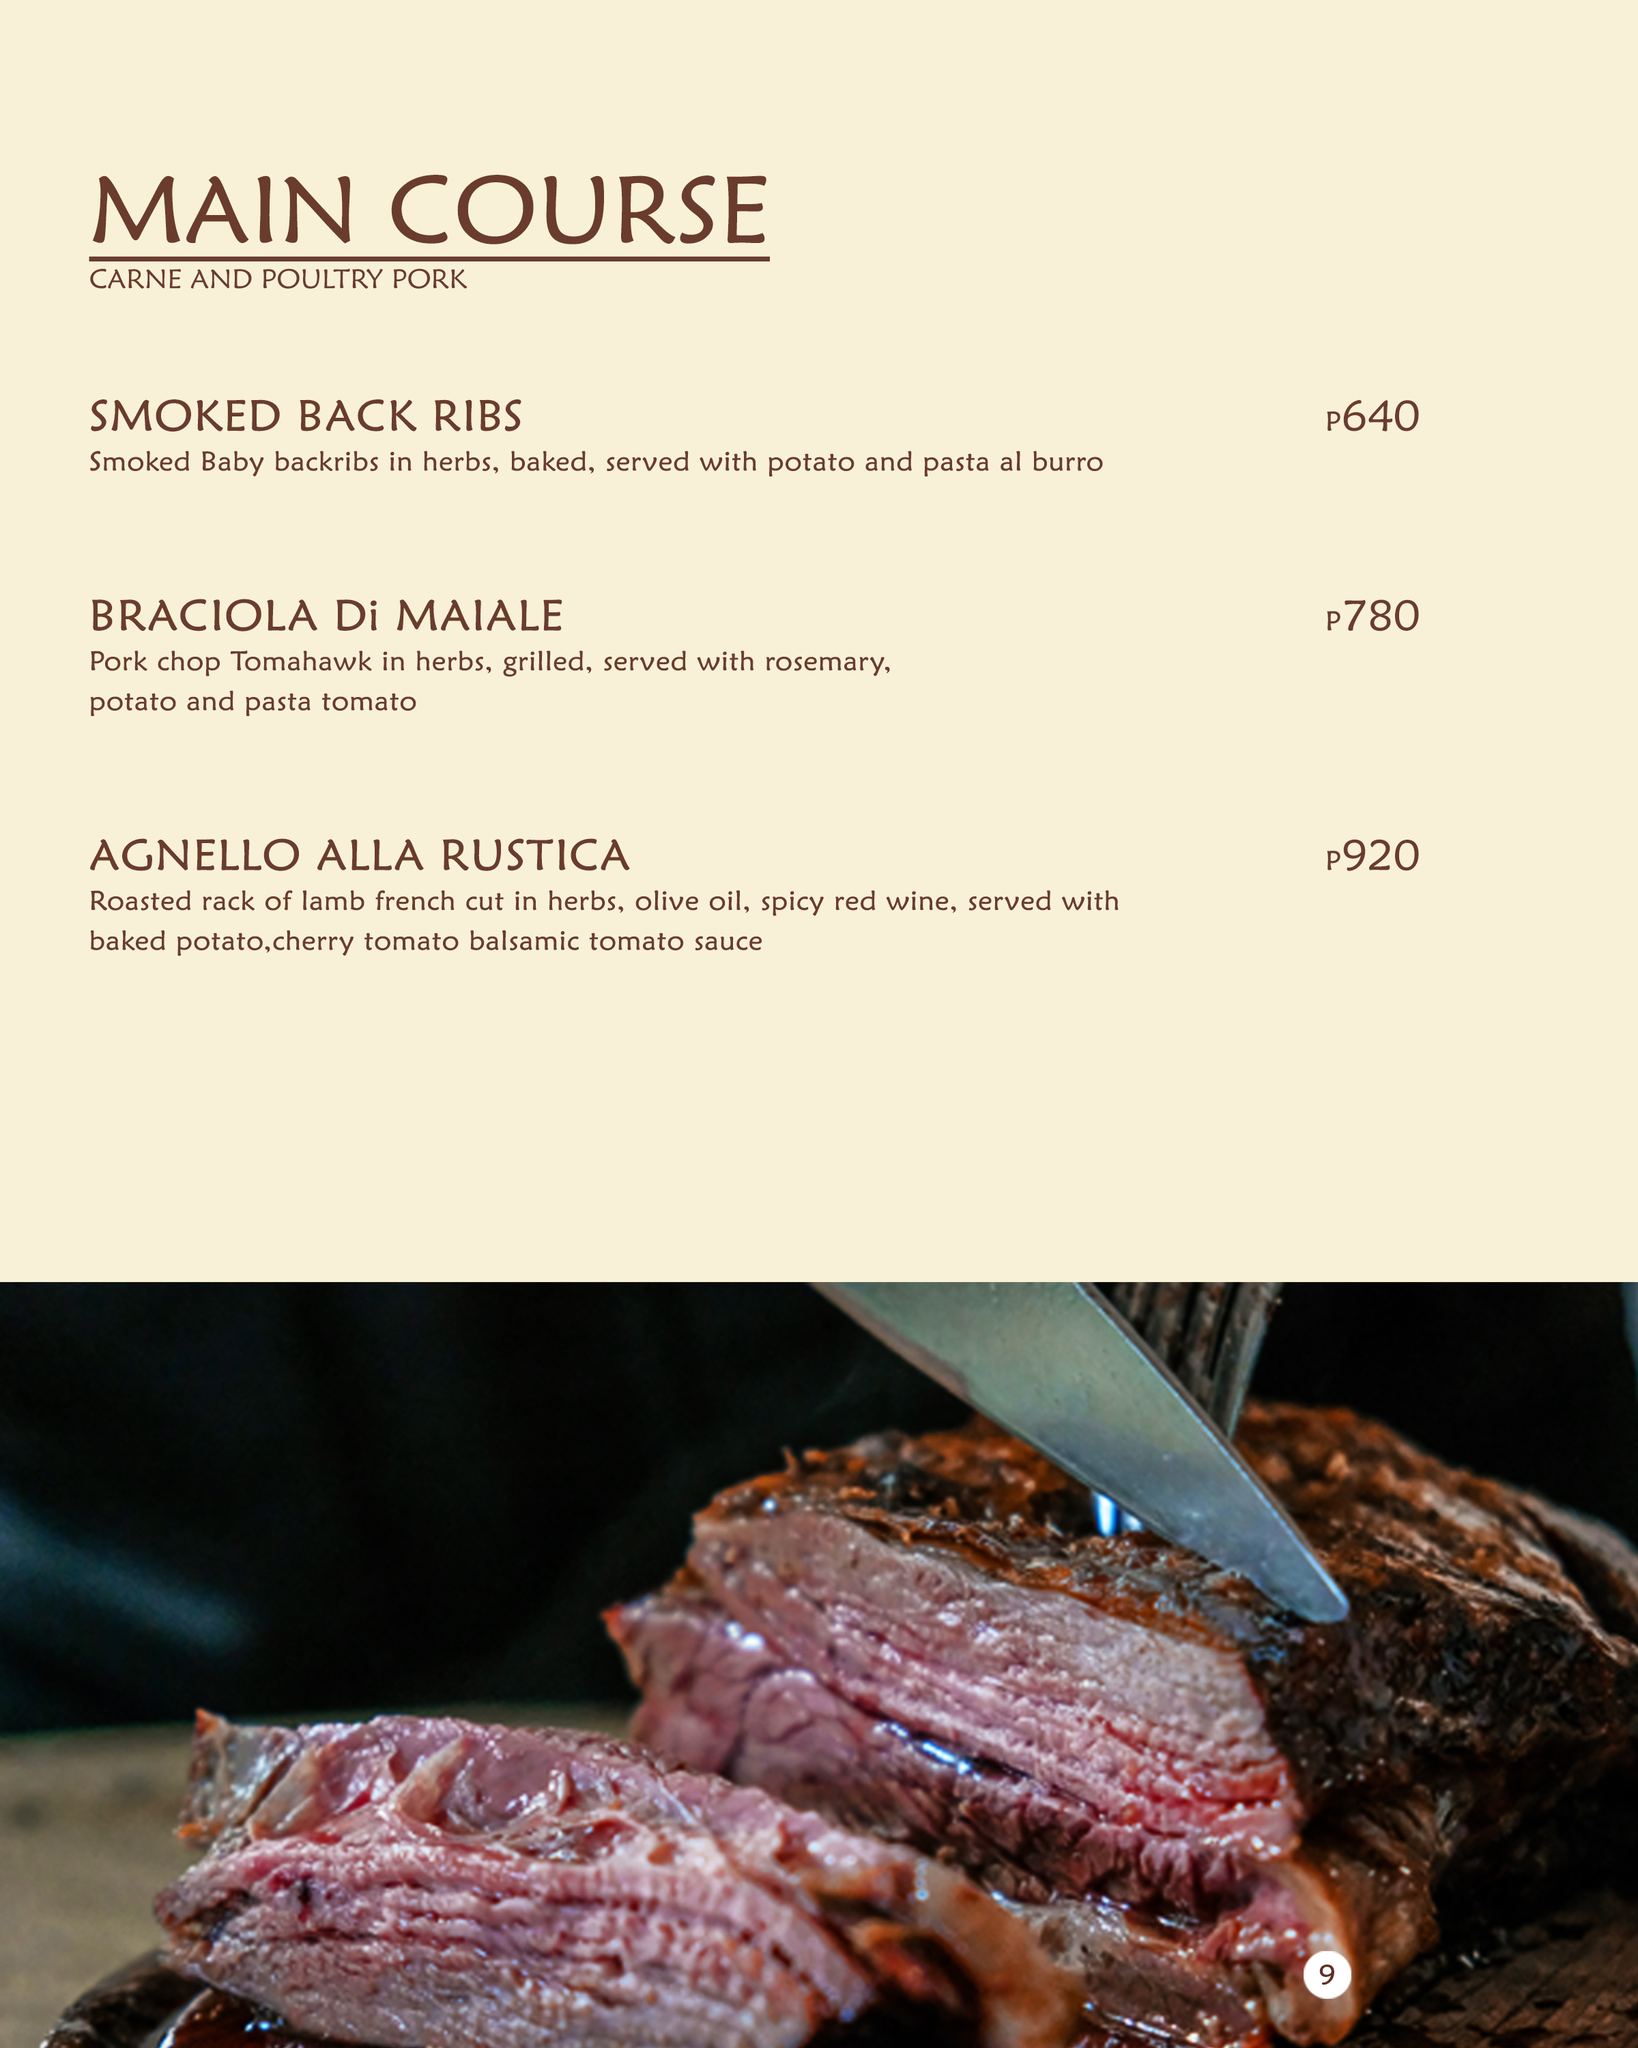 MAIN COURSE
CARNE AND POULTRY PORK
SMOKED BACK RIBS P640
Smoked Baby backribs in herbs, baked, served with potato and pasta al burro
BRACIOLA Di MAIALE P780
Pork chop Tomahawk in herbs, grilled, served with rosemary,
potato and pasta tomato
AGNELLO ALLA RUSTICA P920
Roasted rack of lamb french cut in herbs, olive oil, spicy red wine, served with
baked potato,cherry tomato balsamic tomato sauce
9